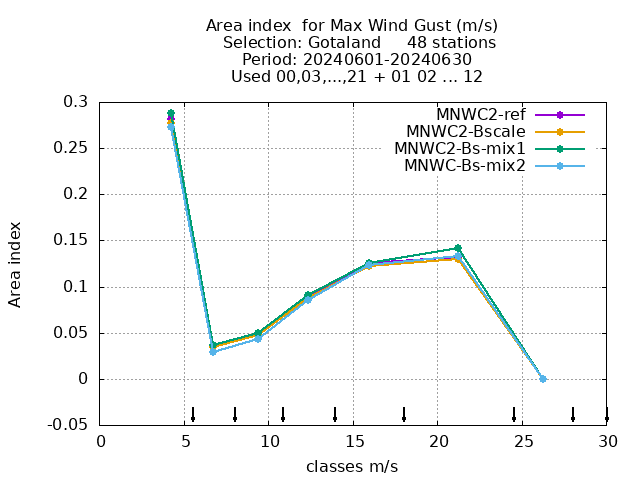 Area index  for Max Wind Gust (m/s)
Selection: Gotaland     48 stations
Period: 20240601-20240630
Used 00,03,...,21 + 01 02 ... 12
0.3
0.25
0.2
0.15
0.1
0.05
0
-0.05
Area index
MNWC2-ref
MNWC2-Bscale
MNWC2-Bs-mix1
MNWC-Bs-mix2
0 5 10 15 20 25 30
classes m/s